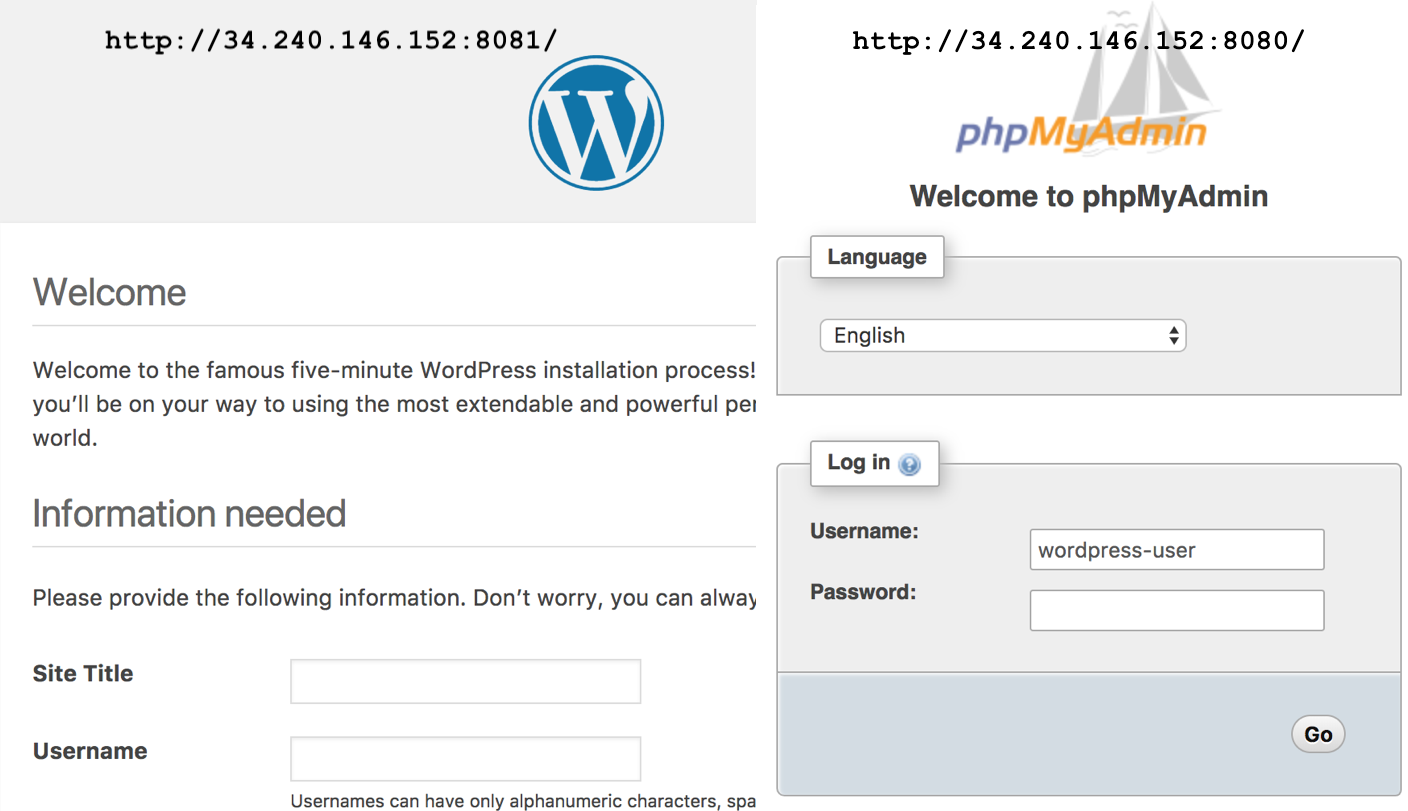 http://34.240.146.152:8081/
W
Welcome
Welcome to the famous five-minute WordPress installation process!
you’ll be on your way to using the most extendable and powerful per
world.
Information needed
Please provide the following information. Don’t worry, you can alway
Site Title
Username
Usernames can have only alphanumeric characters, spa
http://34.240.146.152:8080/
phpMyAdmin
Welcome to phpMyAdmin
Language
English
Log in ?
Username:
wordpress-user
Password:
Go